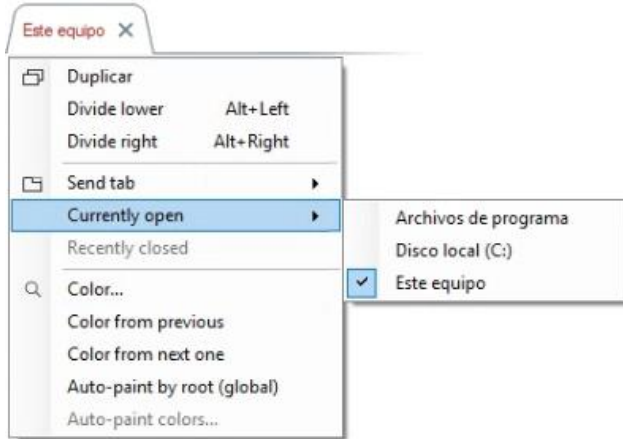 Este equipo
Duplicar
Divide lower Alt+Left
Divide right Alt+Right
Send tab
Currently open
Recently closed
Color...
Color from previous
Color from next one
Auto-paint by root (global)
Auto-paint colors...
Archivos de programa
Disco local (C:)
Este equipo